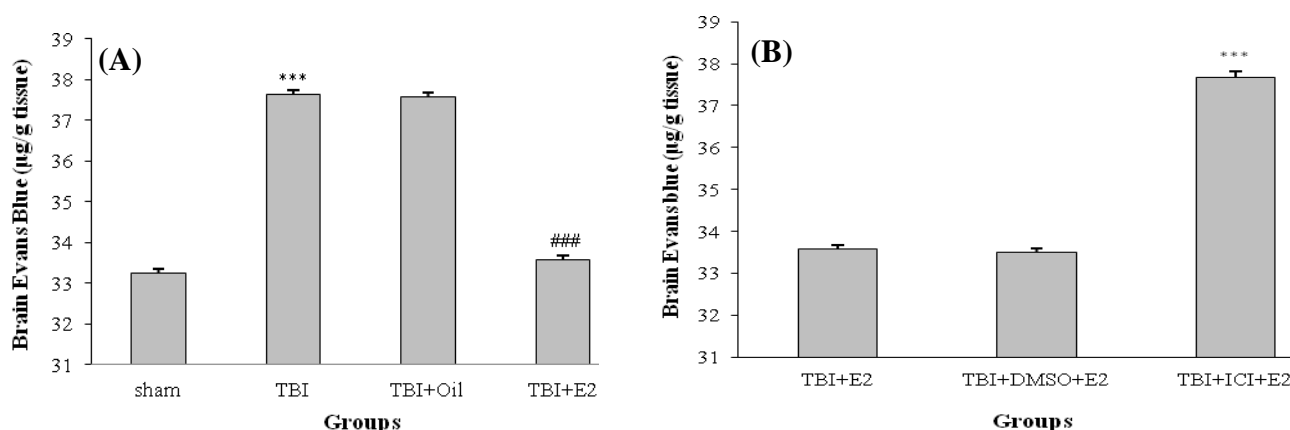 (A)
Brain Evans Blue (µg/g tissue)
39
38
37
36
35
34
33
32
31
***
###
sham TBI TBI+Oil TBI+E2
Groups
(B)
Brain Evans blue (µg/g tissue)
39
38
37
36
35
34
33
32
31
***
TBI+E2 TBI+DMSO+E2 TBI+ICI+E2
Groups